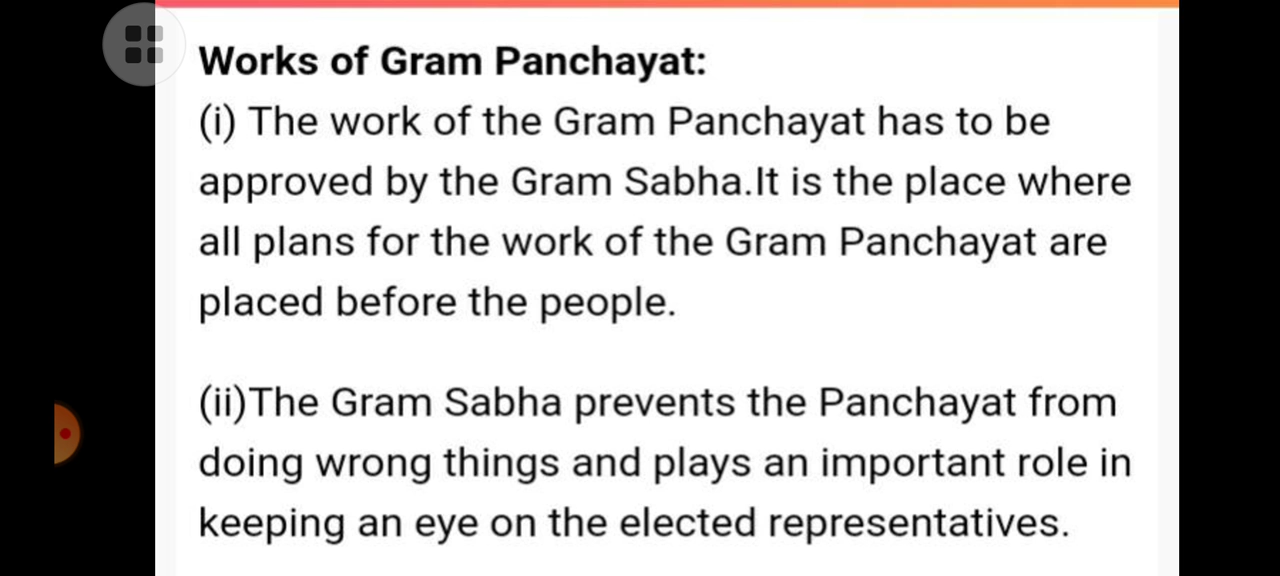 Works of Gram Panchayat:
(i) The work of the Gram Panchayat has to be
approved by the Gram Sabha.It is the place where
all plans for the work of the Gram Panchayat are
placed before the people.
(ii)The Gram Sabha prevents the Panchayat from
doing wrong things and plays an important role in
keeping an eye on the elected representatives.